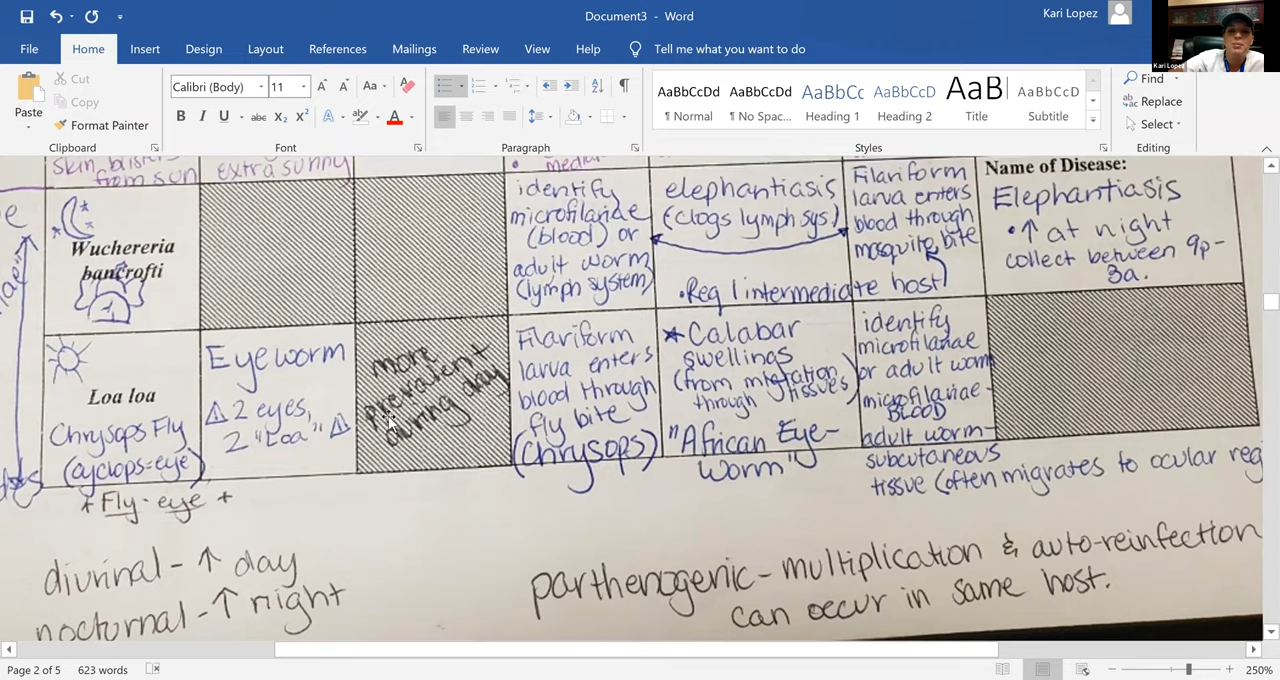 Document3 - Word
Kari Lopez
Kari Lopez
File Home Insert Design Layout References Mailings Review View Help Tell me what you want to do
Paste
Cut
Copy
Format Painter
Clipboard
Calibri (Body) 11
Font
Paragraph
AaBbCcDd AaBbCcDd AaBbCc AaBbCcD AaB AaBbCcD
¶ Normal ¶ No Spac... Heading 1 Heading 2 Title Subtitle
Styles
Find
Replace
Select
Editing
from sun
extra sunny
Wuchereria
bancrofti
identify
microfilariae
(blood) or
adult worm
(lymph system)
elephantiasis
(clogs lymph sys)
•Req 1 intermediate host
Filariform
larva enters
blood through
mosquito bite
Name of Disease:
Elephantiasis
•↑ at night
collect between 9p-
3a.
Loa loa
Chrysops Fly
(cyclops=eye)
* Fly-eye *
Eyeworm
2 eyes,
2 "Loa"
more
prevalent
during day
Filariform
larva enters
blood through
fly bite
(Chrysops)
*Calabar
swellings
(from migration
through tissues)
"African Eye-
worm"
identify
microfilariae
or adult worm
microfilariae-
BLOOD
adult worm-
subcutaneous
tissue (often migrates to ocular reg
diurinal - ↑ day
nocturnal - ↑ night
parthenogenic - multiplication & auto-reinfection
can occur in same host.
Page 2 of 5 623 words
250%